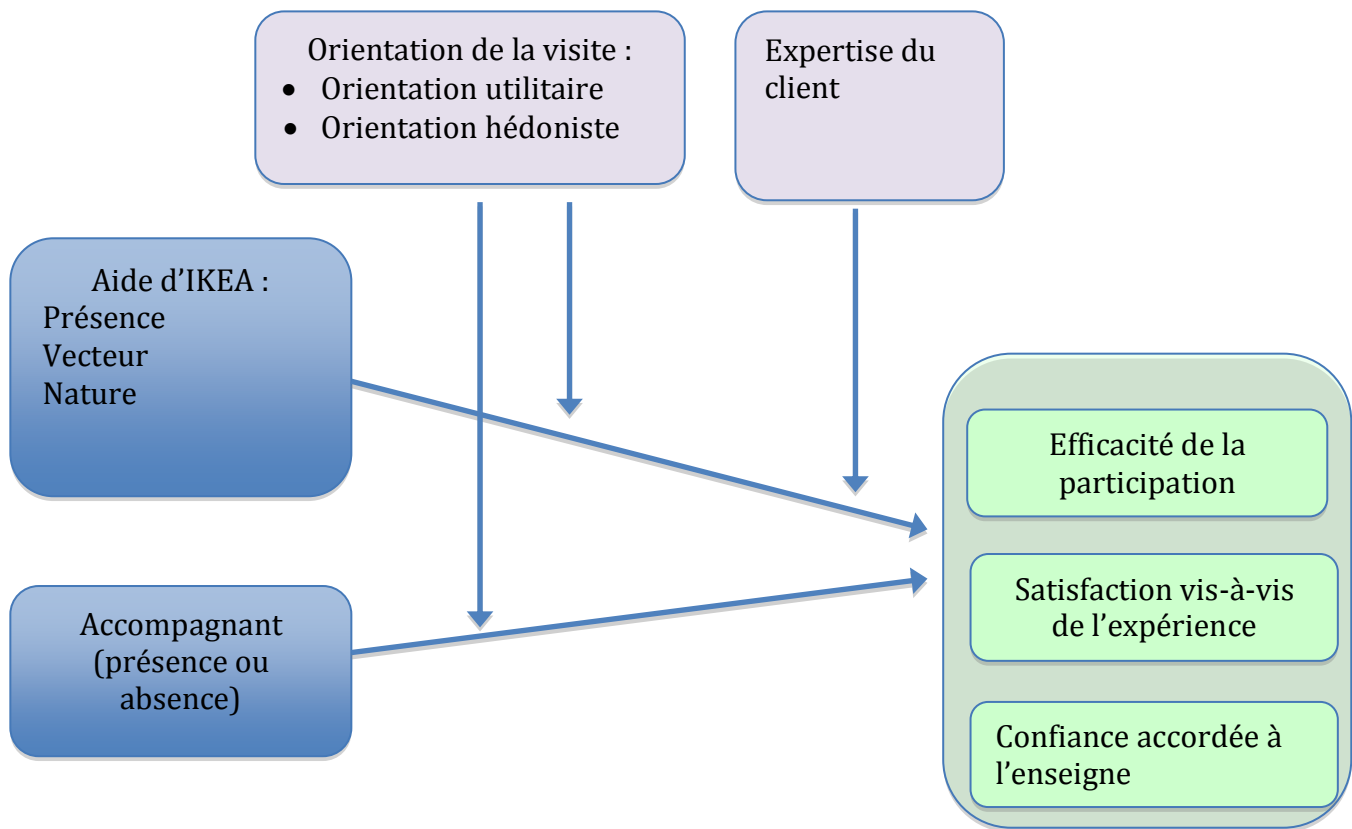 Orientation de la visite :
• Orientation utilitaire
• Orientation hédoniste
Expertise du
client
Aide d’IKEA :
Présence
Vecteur
Nature
Accompagnant
(présence ou
absence)
Efficacité de la
participation
Satisfaction vis-à-vis
de l’expérience
Confiance accordée à
l’enseigne